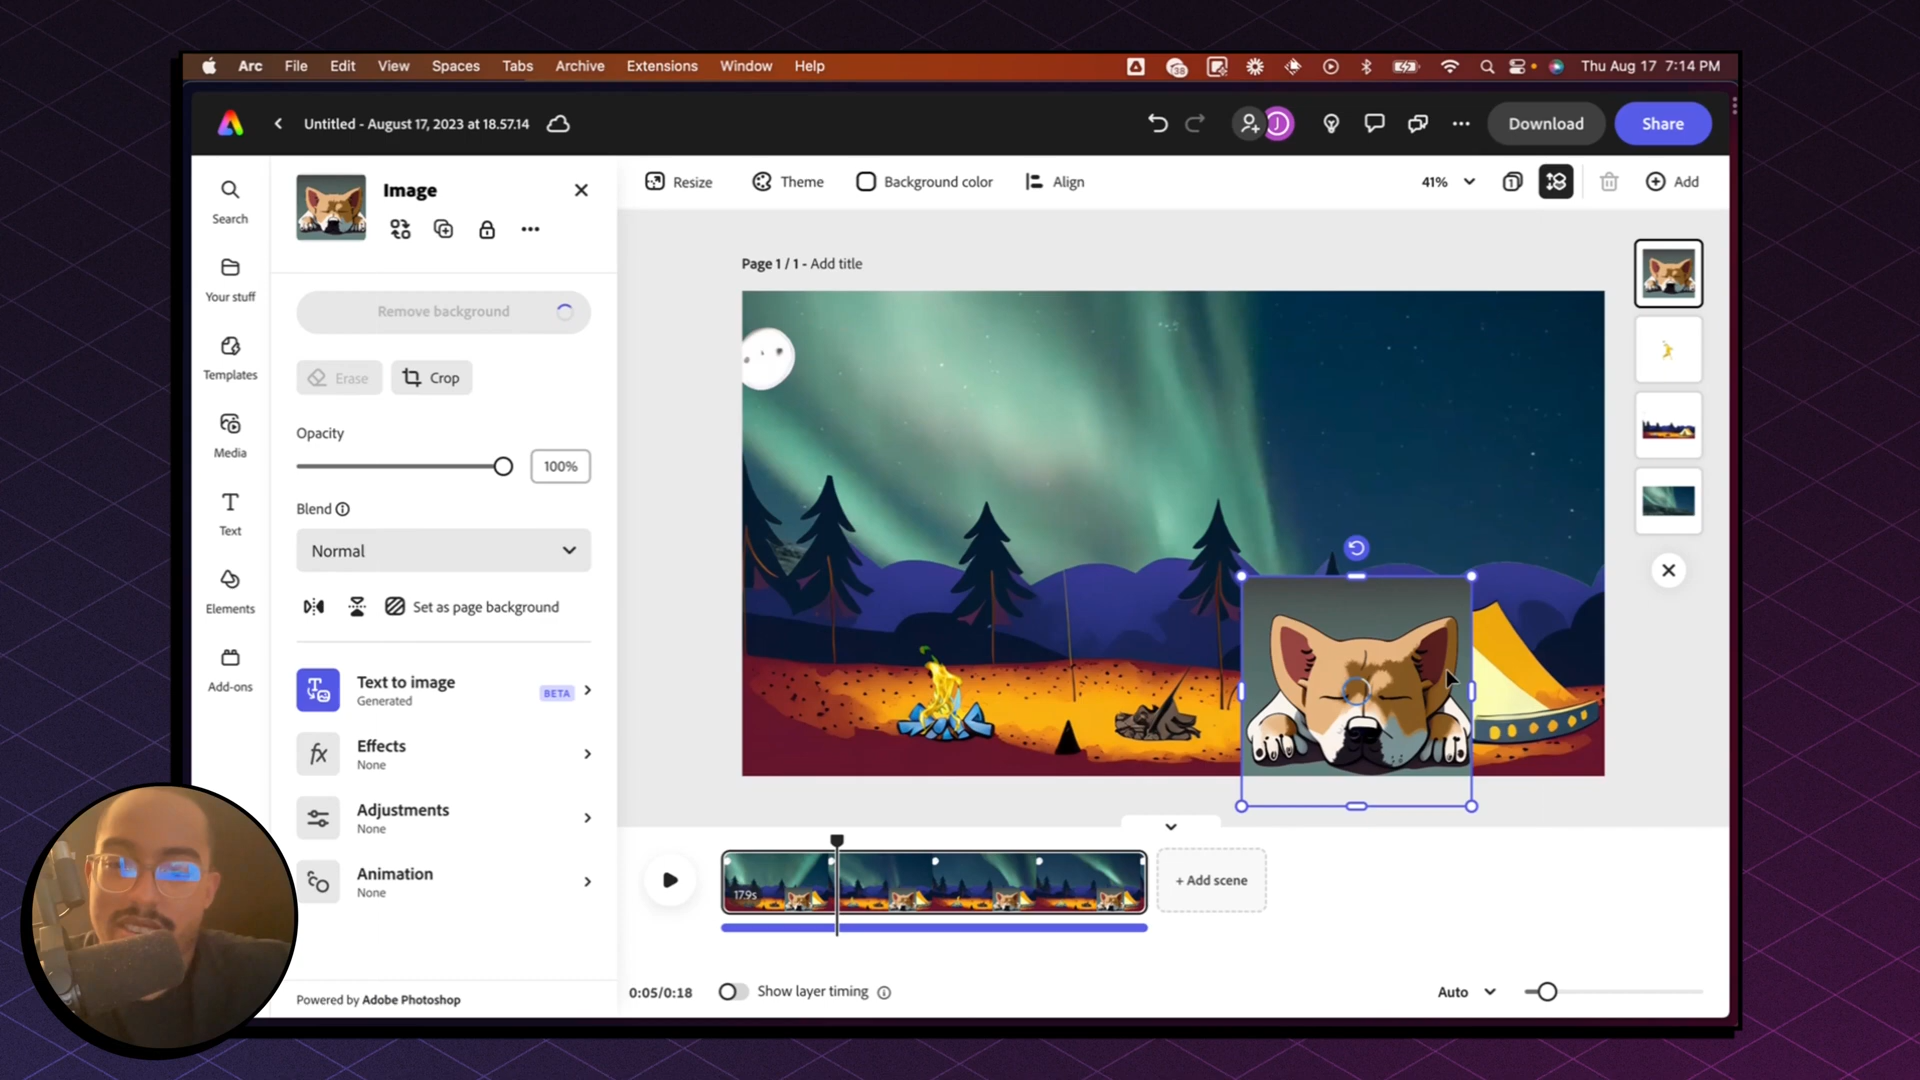 Arc File Edit View Spaces Tabs Archive Extensions Window Help
38
Thu Aug 17 7:14 PM
Untitled - August 17, 2023 at 18.57.14
J
Download
Share
Search
Your stuff
Templates
Media
Text
Elements
Add-ons
Image
Remove background
Erase
Crop
Opacity
100%
Blend
Normal
Set as page background
Text to image
Generated
BETA
Effects
None
Adjustments
None
Animation
None
Powered by Adobe Photoshop
Resize
Theme
Background color
Align
41%
1
Add
Page 1 / 1 - Add title
17.9s
+ Add scene
0:05/0:18
Show layer timing
Auto